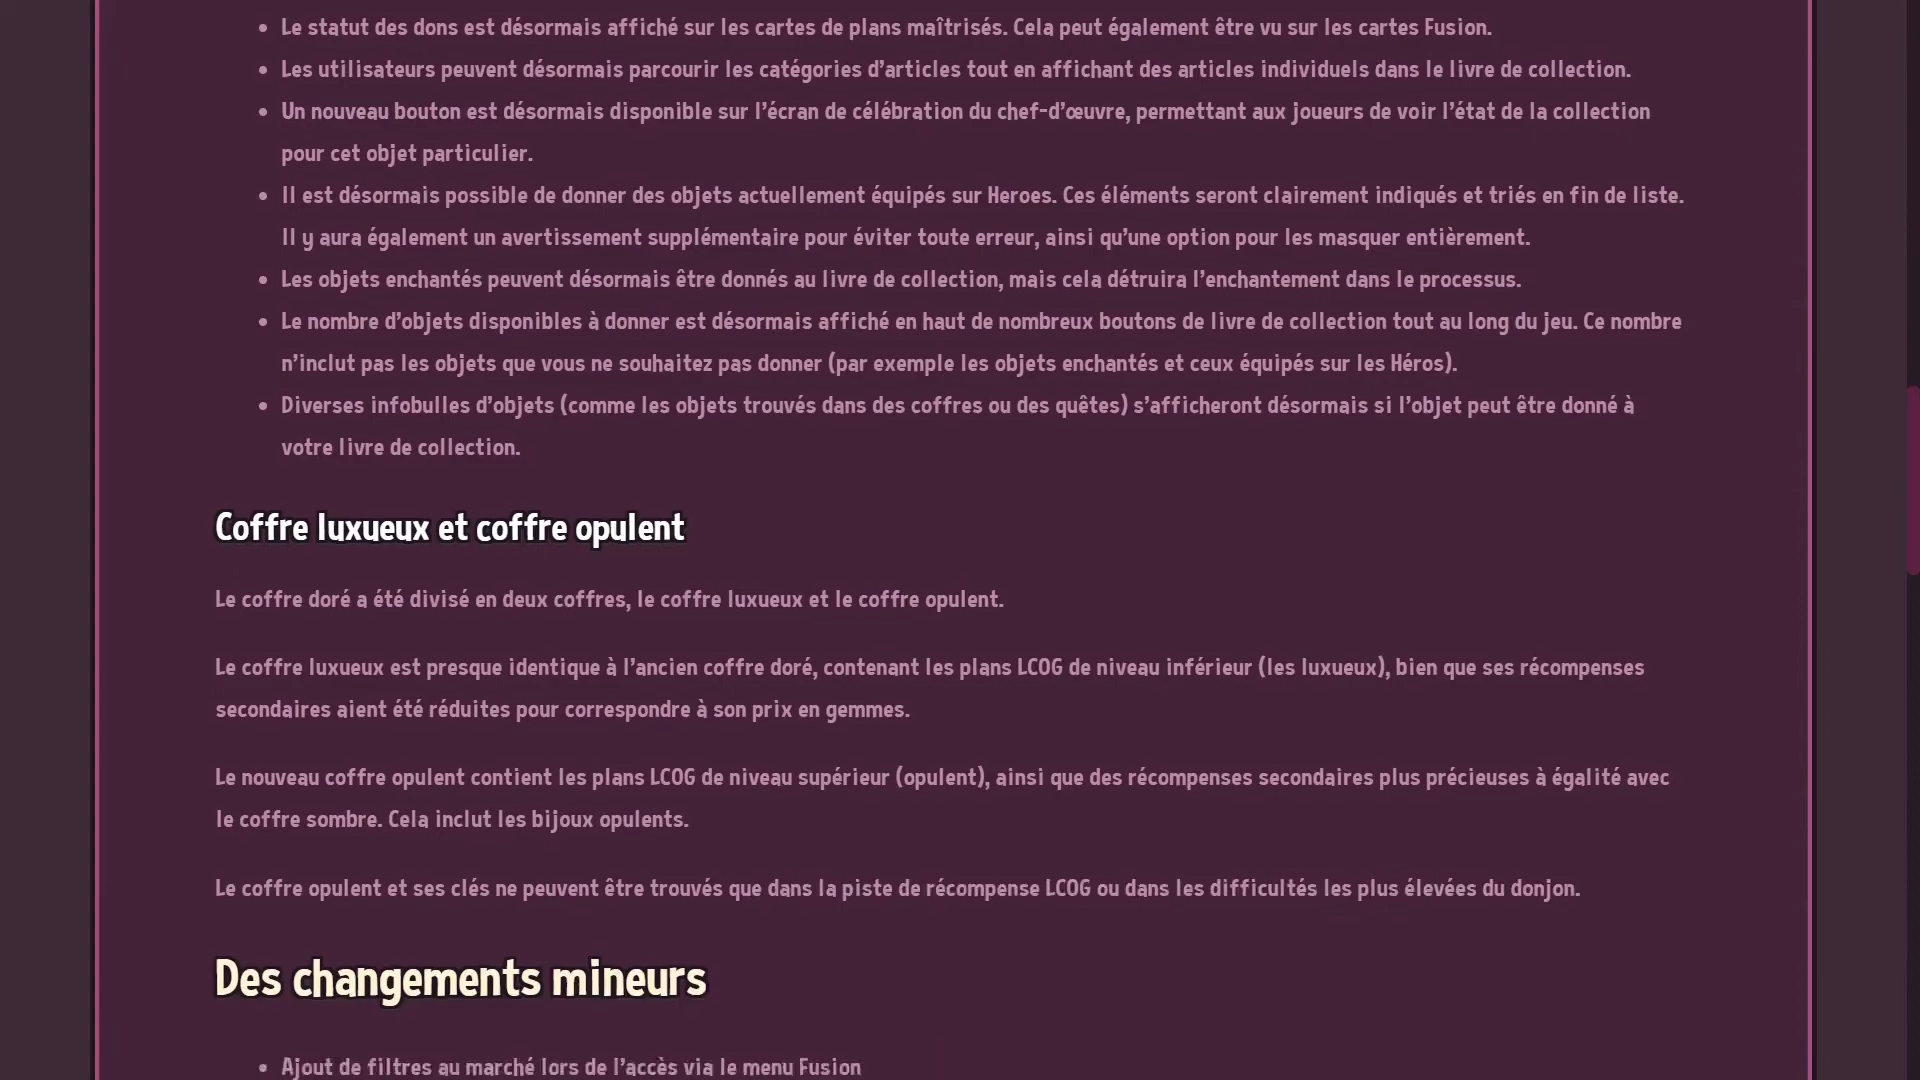 Le statut des dons est désormais affiché sur les cartes de plans maîtrisés. Cela peut également être vu sur les cartes Fusion.
Les utilisateurs peuvent désormais parcourir les catégories d’articles tout en affichant des articles individuels dans le livre de collection.
Un nouveau bouton est désormais disponible sur l’écran de célébration du chef-d’œuvre, permettant aux joueurs de voir l’état de la collection
pour cet objet particulier.
Il est désormais possible de donner des objets actuellement équipés sur Heroes. Ces éléments seront clairement indiqués et triés en fin de liste.
Il y aura également un avertissement supplémentaire pour éviter toute erreur, ainsi qu’une option pour les masquer entièrement.
Les objets enchantés peuvent désormais être donnés au livre de collection, mais cela détruira l’enchantement dans le processus.
Le nombre d’objets disponibles à donner est désormais affiché en haut de nombreux boutons de livre de collection tout au long du jeu. Ce nombre
n’inclut pas les objets que vous ne souhaitez pas donner (par exemple les objets enchantés et ceux équipés sur les Héros).
Diverses infobulles d’objets (comme les objets trouvés dans des coffres ou des quêtes) s’afficheront désormais si l’objet peut être donné à
votre livre de collection.
Coffre luxueux et coffre opulent
Le coffre doré a été divisé en deux coffres, le coffre luxueux et le coffre opulent.
Le coffre luxueux est presque identique à l’ancien coffre doré, contenant les plans LCOG de niveau inférieur (les luxueux), bien que ses récompenses
secondaires aient été réduites pour correspondre à son prix en gemmes.
Le nouveau coffre opulent contient les plans LCOG de niveau supérieur (opulent), ainsi que des récompenses secondaires plus précieuses à égalité avec
le coffre sombre. Cela inclut les bijoux opulents.
Le coffre opulent et ses clés ne peuvent être trouvés que dans la piste de récompense LCOG ou dans les difficultés les plus élevées du donjon.
Des changements mineurs
Ajout de filtres au marché lors de l’accès via le menu Fusion